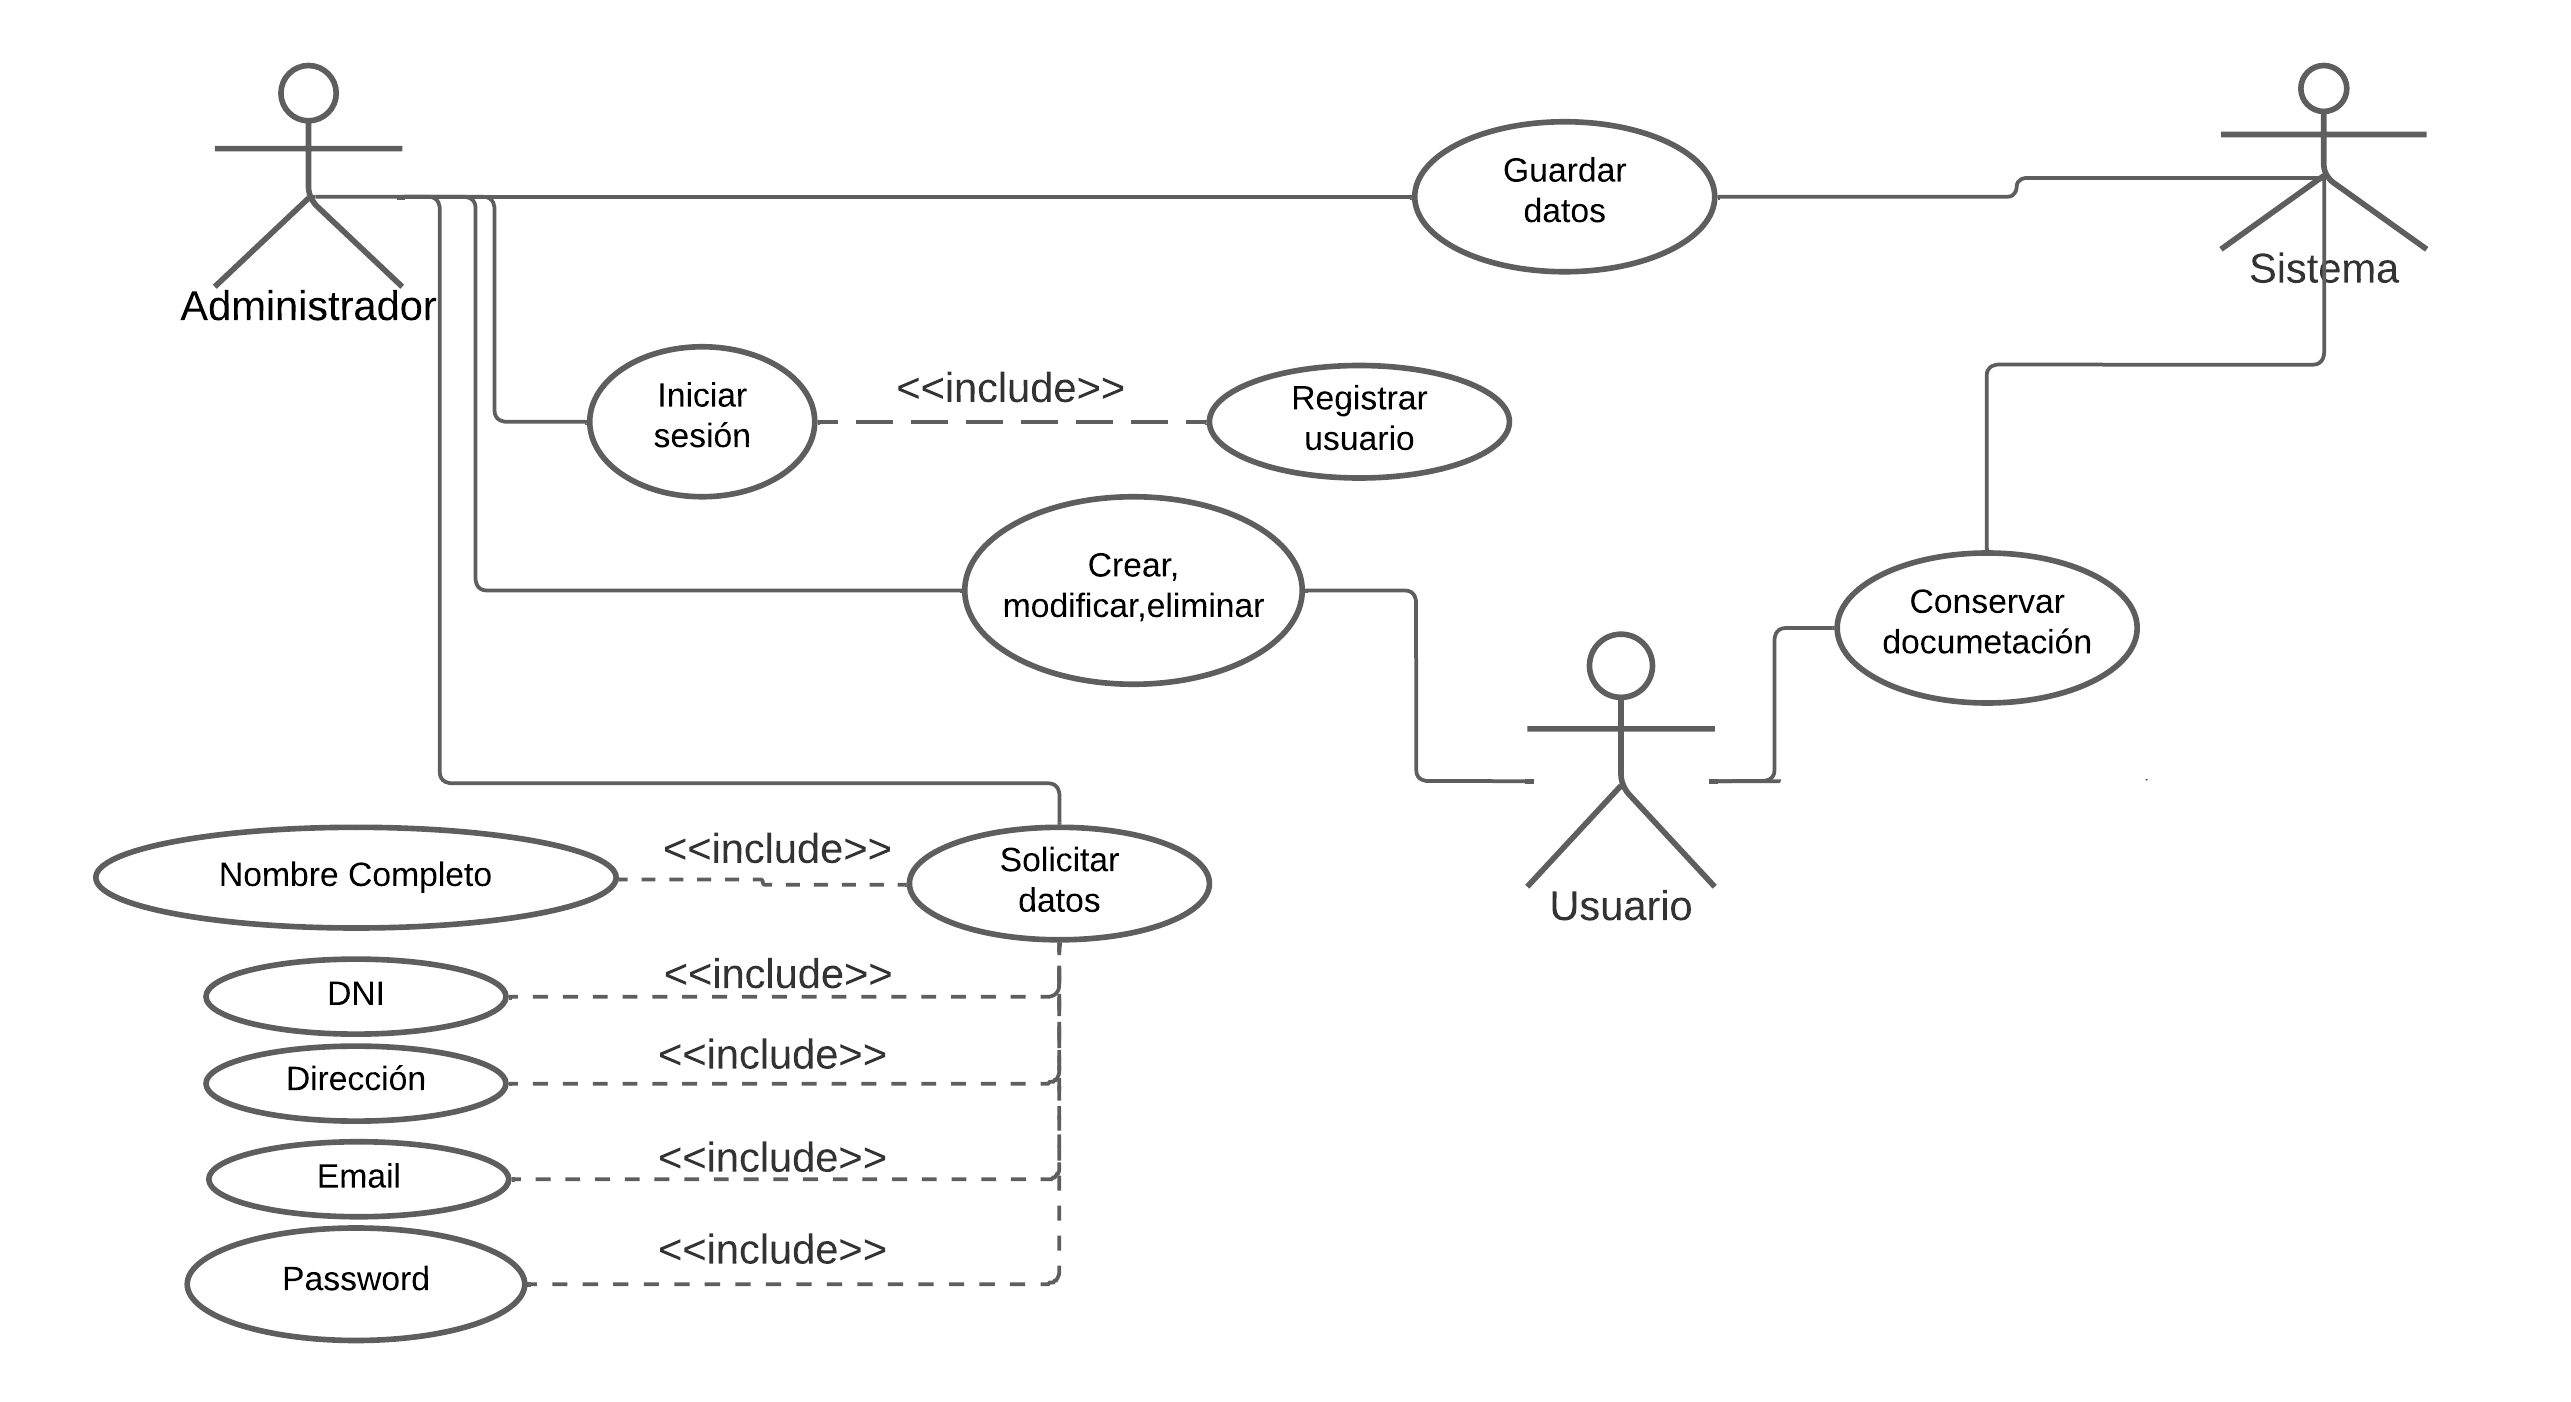 Guardar
datos
Sistema
Administrador
Iniciar
sesión
<<include>>
Registrar
usuario
Crear,
modificar,eliminar
Conservar
documetación
Usuario
Nombre Completo
<<include>>
Solicitar
datos
DNI
<<include>>
Dirección
<<include>>
Email
<<include>>
Password
<<include>>